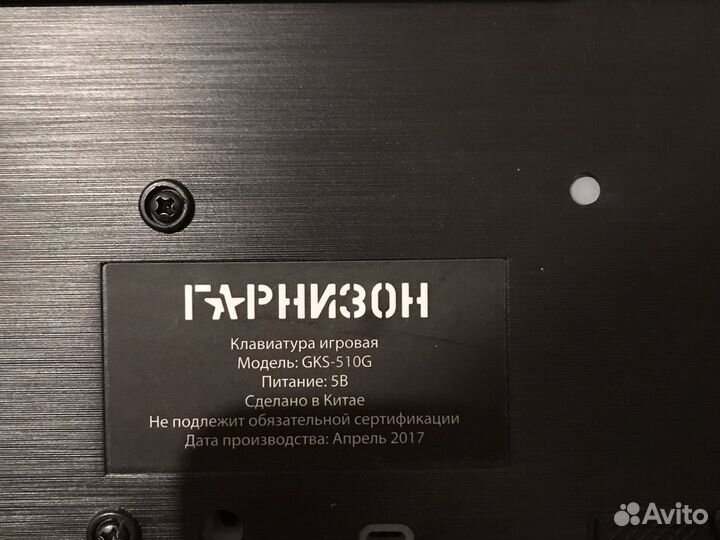 ГАРНИЗОН
Клавиатура игровая
Модель: GKS-510G
Питание: 5В
Сделано в Китае
Не подлежит обязательной сертификации
Дата производства: Апрель 2017
Avito